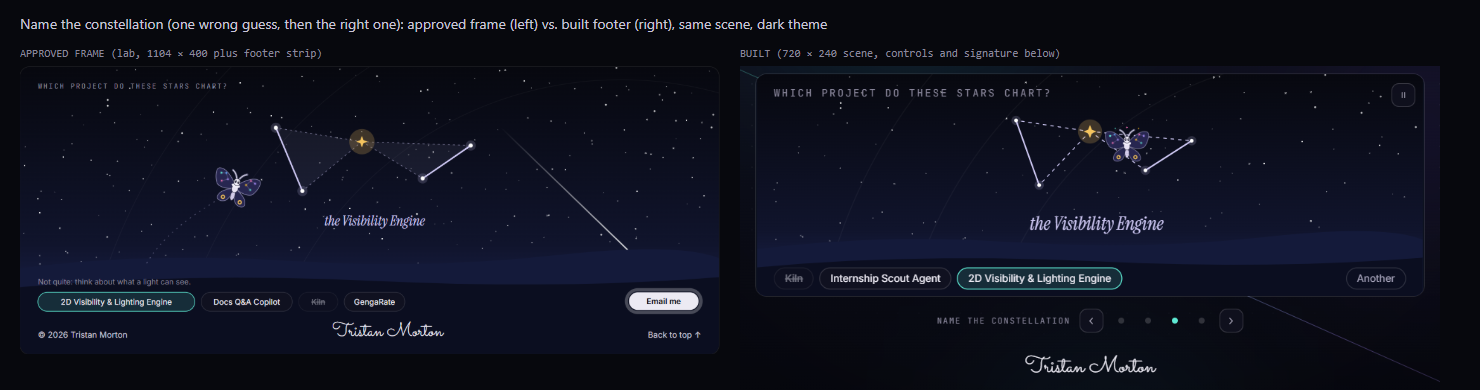 Name the constellation (one wrong guess, then the right one): approved frame (left) vs. built footer (right), same scene, dark theme
APPROVED FRAME (lab, 1104 × 400 plus footer strip)
WHICH PROJECT DO THESE STARS CHART?
the Visibility Engine
Not quite: think about what a light can see.
2D Visibility & Lighting Engine
Docs Q&A Copilot
Kiln
GengaRate
Email me
© 2026 Tristan Morton
Tristan Morton
Back to top ↑
BUILT (720 × 240 scene, controls and signature below)
WHICH PROJECT DO THESE STARS CHART?
the Visibility Engine
Kiln
Internship Scout Agent
2D Visibility & Lighting Engine
Another
NAME THE CONSTELLATION
Tristan Morton